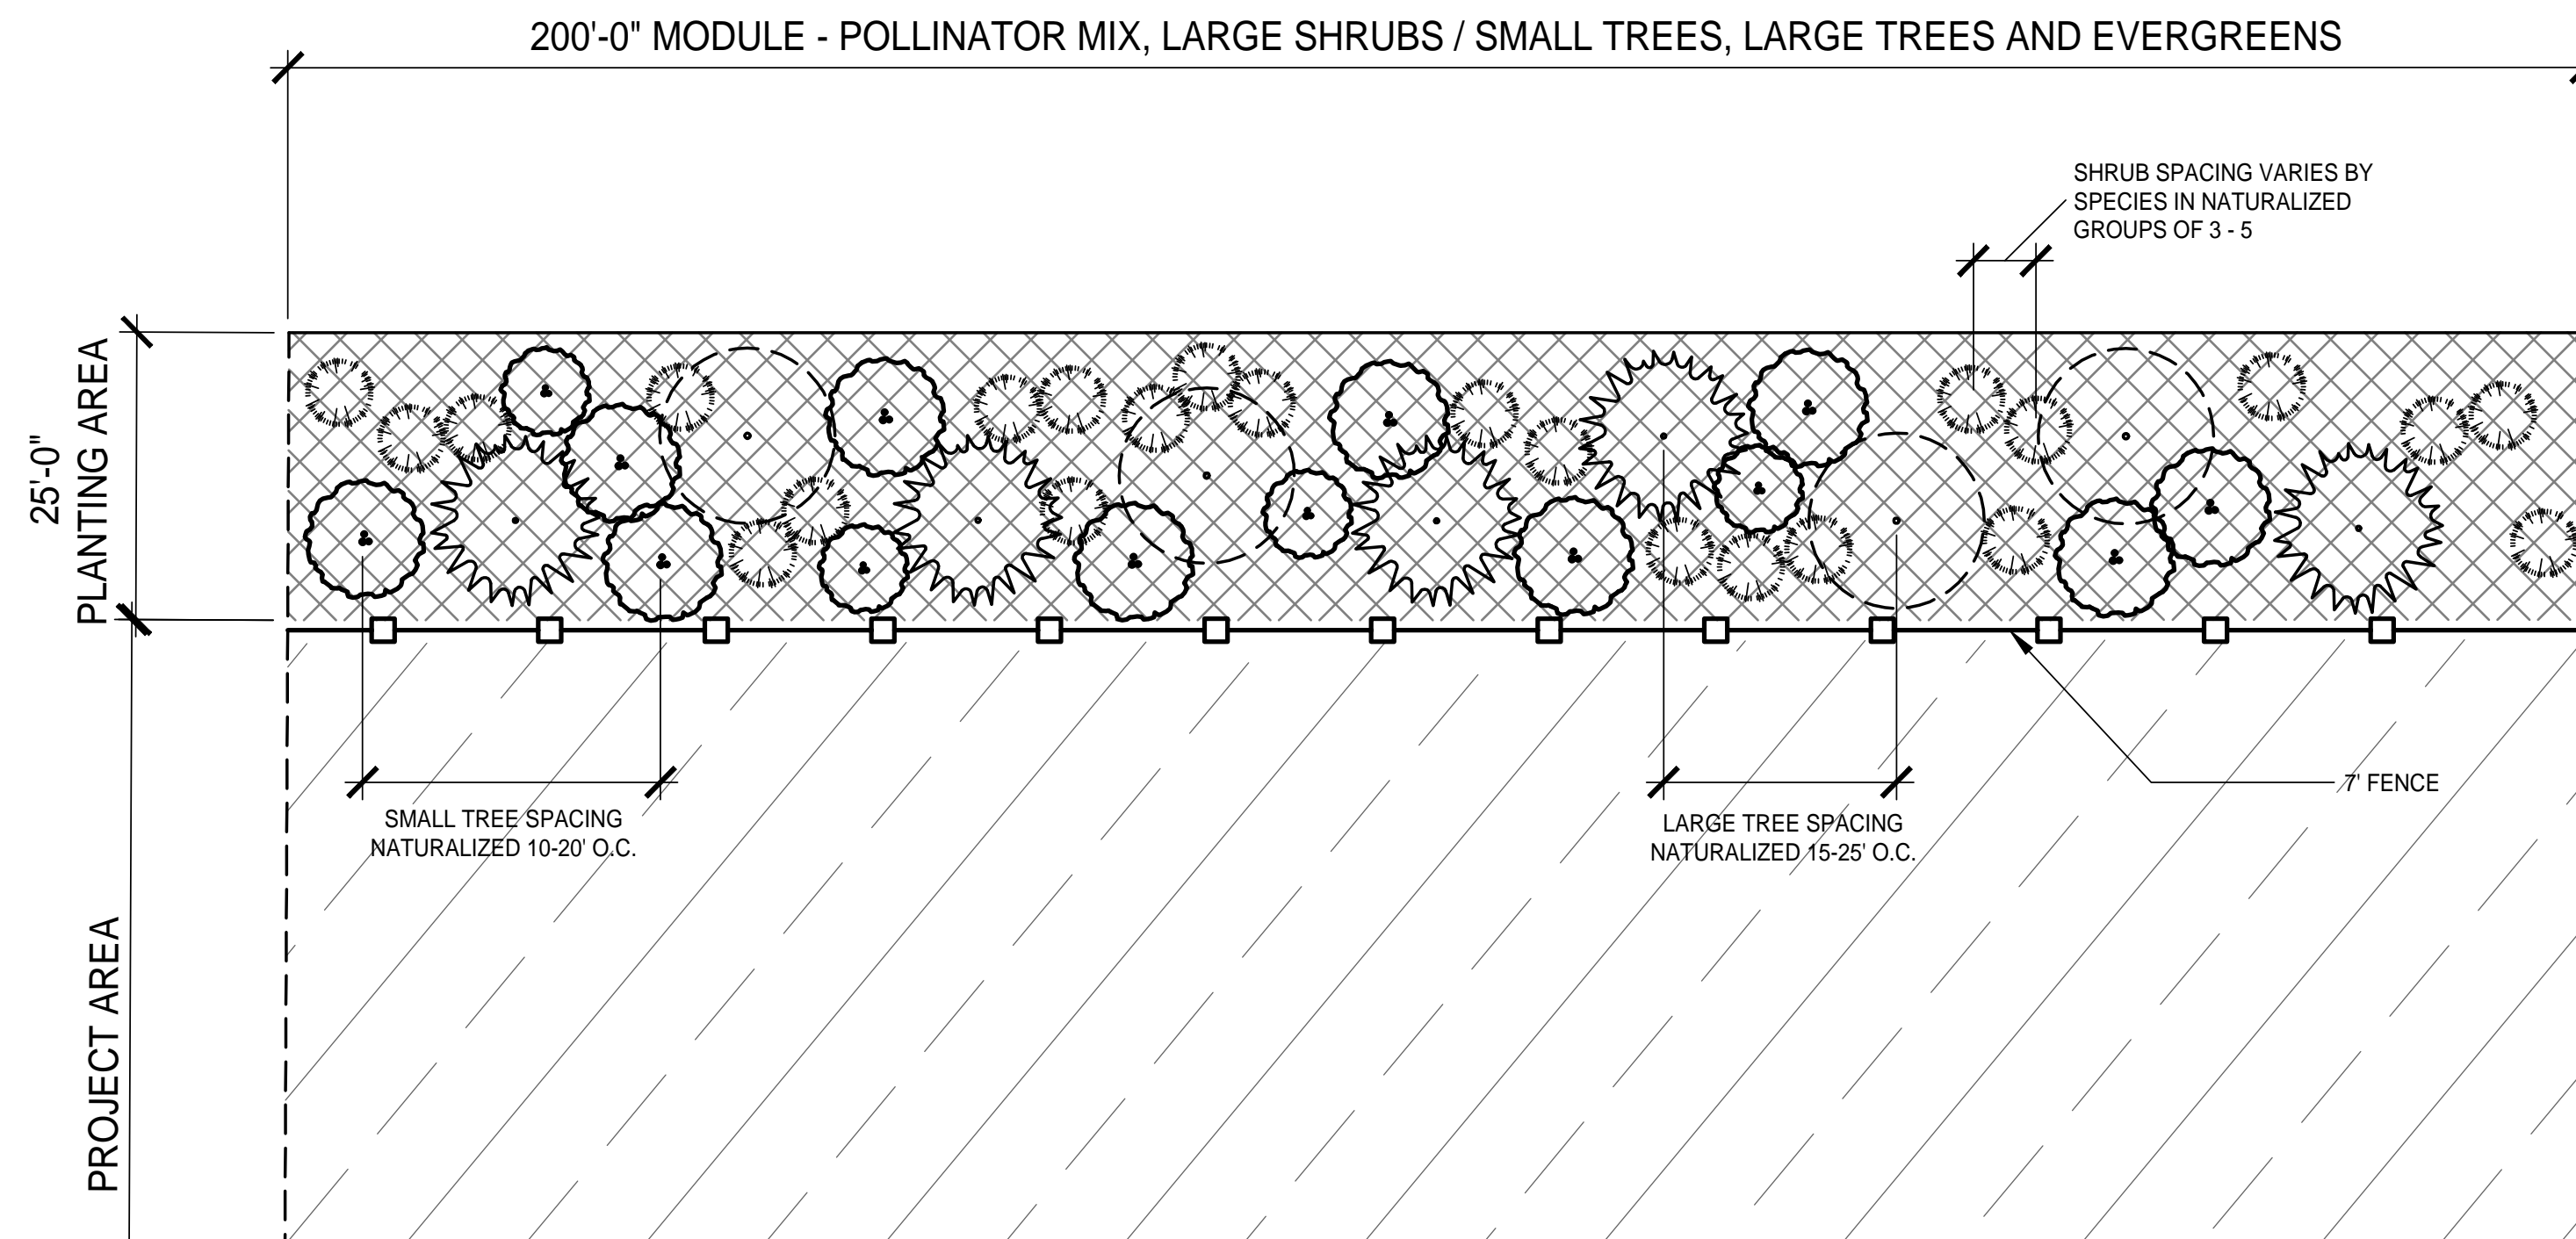 200'-0" MODULE - POLLINATOR MIX, LARGE SHRUBS / SMALL TREES, LARGE TREES AND EVERGREENS
SHRUB SPACING VARIES BY
SPECIES IN NATURALIZED
GROUPS OF 3 - 5
25'-0"
PLANTING AREA
7' FENCE
SMALL TREE SPACING
NATURALIZED 10-20' O.C.
LARGE TREE SPACING
NATURALIZED 15-25' O.C.
PROJECT AREA